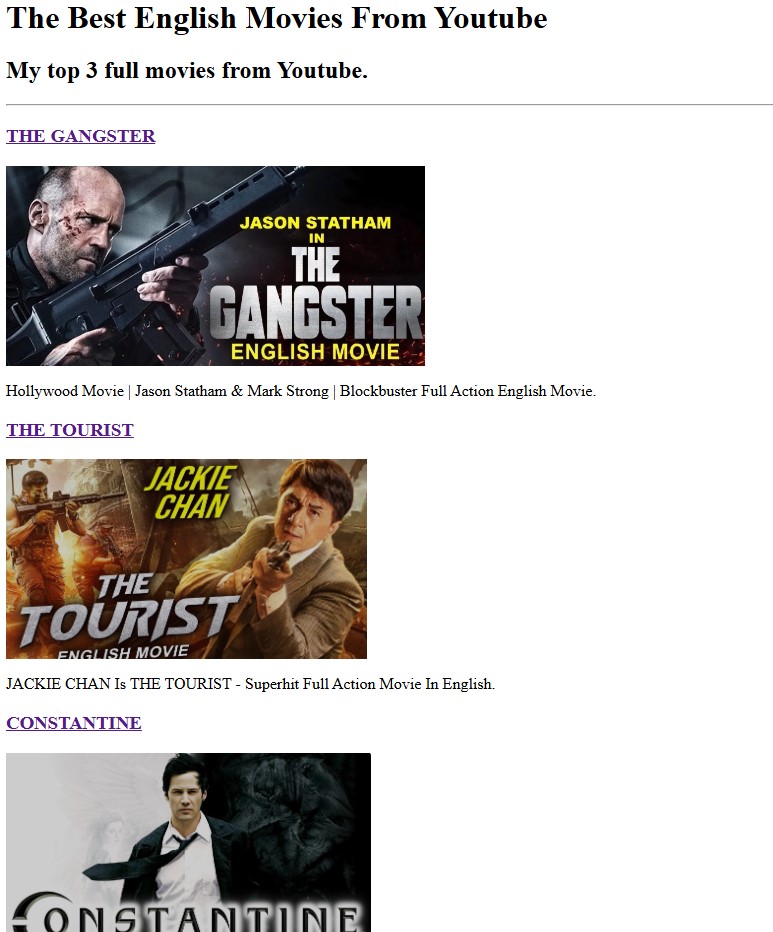 The Best English Movies From Youtube
My top 3 full movies from Youtube.
THE GANGSTER
JASON STATHAM
IN
THE
GANGSTER
ENGLISH MOVIE
Hollywood Movie | Jason Statham & Mark Strong | Blockbuster Full Action English Movie.
THE TOURIST
JACKIE
CHAN
THE
TOURIST
ENGLISH MOVIE
JACKIE CHAN Is THE TOURIST - Superhit Full Action Movie In English.
CONSTANTINE
CONSTANTINE